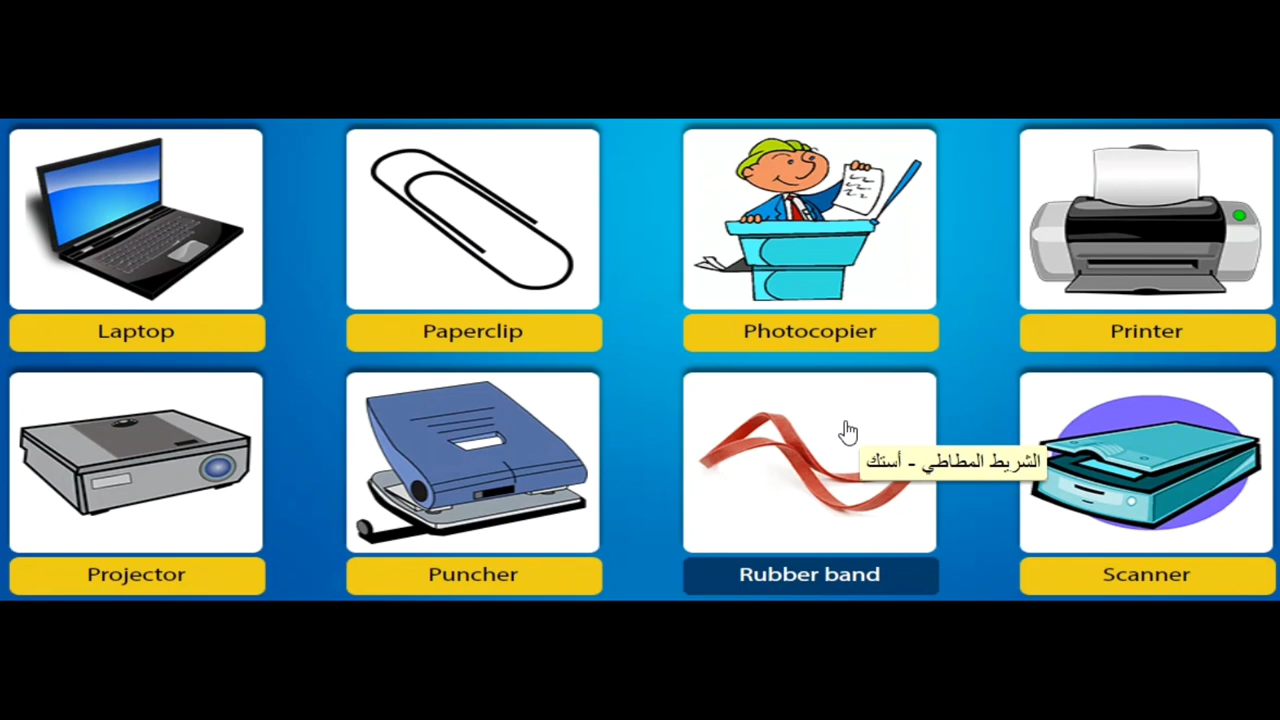 Laptop
Paperclip
Photocopier
Printer
الشريط المطاطي - أستك
Projector
Puncher
Rubber band
Scanner